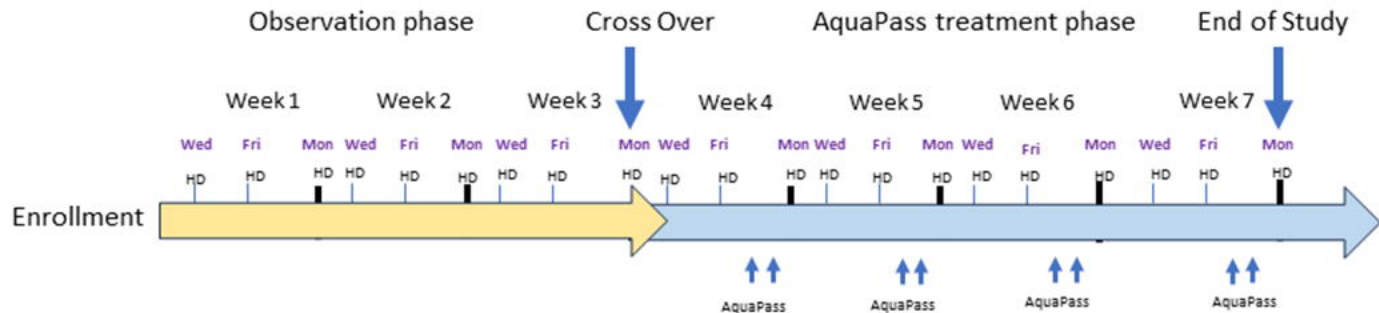 Observation phase Cross Over AquaPass treatment phase End of Study
Week 1 Week 2 Week 3 Week 4 Week 5 Week 6 Week 7
Wed Fri Mon Wed Fri Mon Wed Fri Mon Wed Fri Mon Wed Fri Mon Wed Fri Mon Wed Fri Mon
HD HD HD HD HD HD HD HD HD HD HD HD HD HD HD HD HD HD HD HD HD
Enrollment
AquaPass AquaPass AquaPass AquaPass